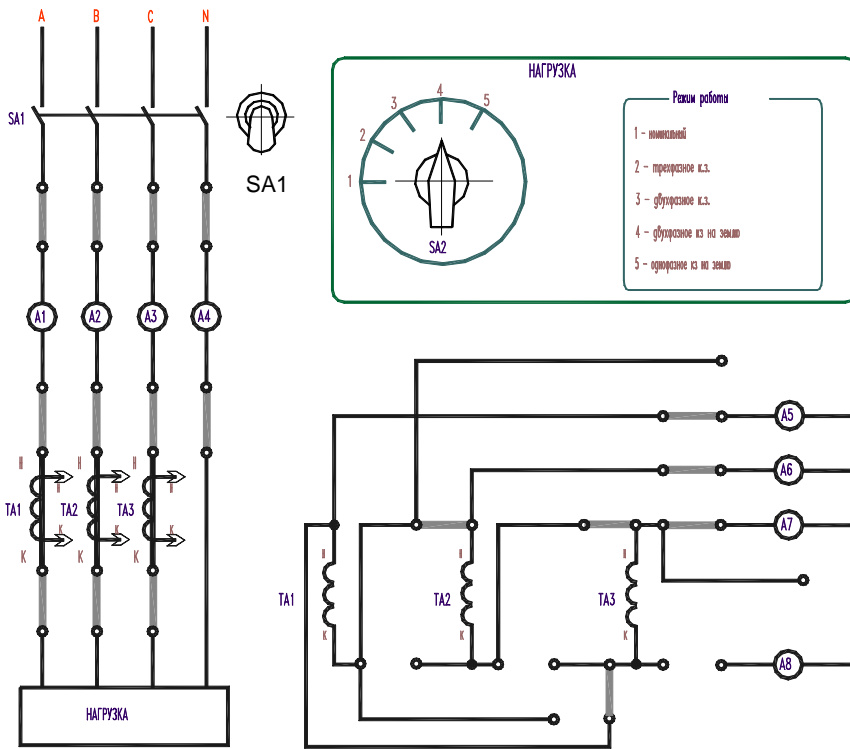 A B C N
SA1
SA1
A1 A2 A3 A4
Н Н Н
н н н
TA1 TA2 TA3
к к к
К К К
НАГРУЗКА
НАГРУЗКА
1 2 3 4 5
SA2
Режим работы
1 - номинальный
2 - трехфазное к.з.
3 - двухфазное к.з.
4 - двухфазное кз на землю
5 - однофазное кз на землю
A5
A6
A7
н н н
TA1 TA2 TA3
к к к
A8